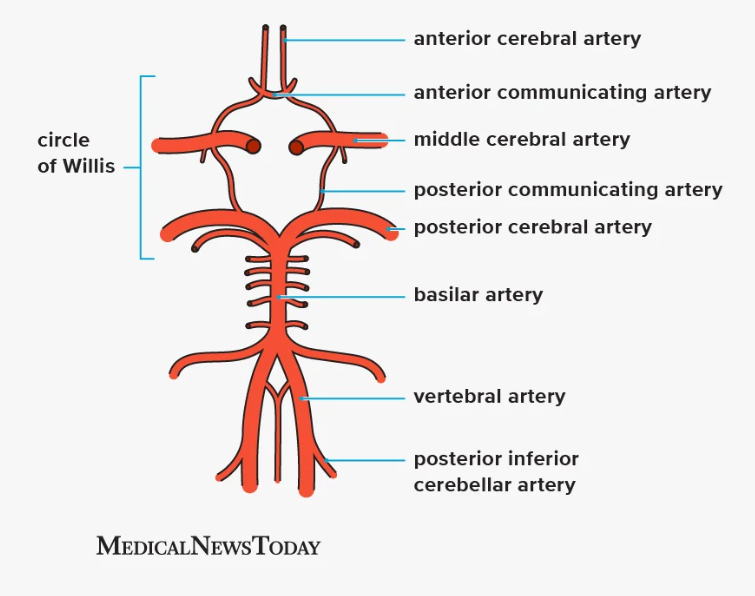 anterior cerebral artery
anterior communicating artery
circle
of Willis
middle cerebral artery
posterior communicating artery
posterior cerebral artery
basilar artery
vertebral artery
posterior inferior
cerebellar artery
MEDICALNEWSTODAY